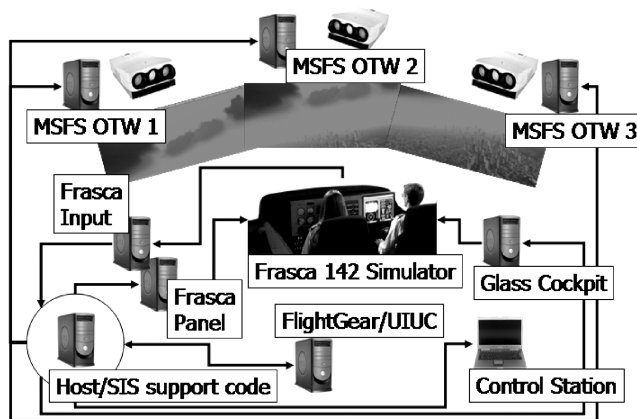 MSFS OTW 2
MSFS OTW 1
MSFS OTW 3
Frasca
Input
Frasca 142 Simulator
Glass Cockpit
Frasca
Panel
FlightGear/UIUC
Host/SIS support code
Control Station